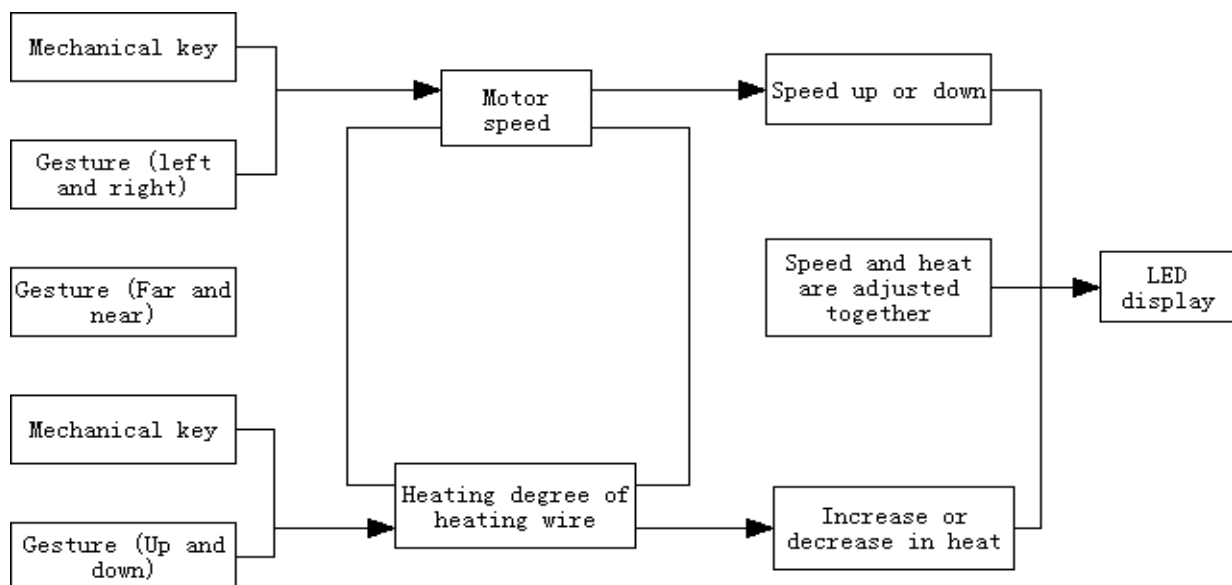 Mechanical key
Gesture (left
and right)
Gesture (Far and
near)
Mechanical key
Gesture (Up and
down)
Motor
speed
Heating degree of
heating wire
Speed up or down
Speed and heat
are adjusted
together
Increase or
decrease in heat
LED
display